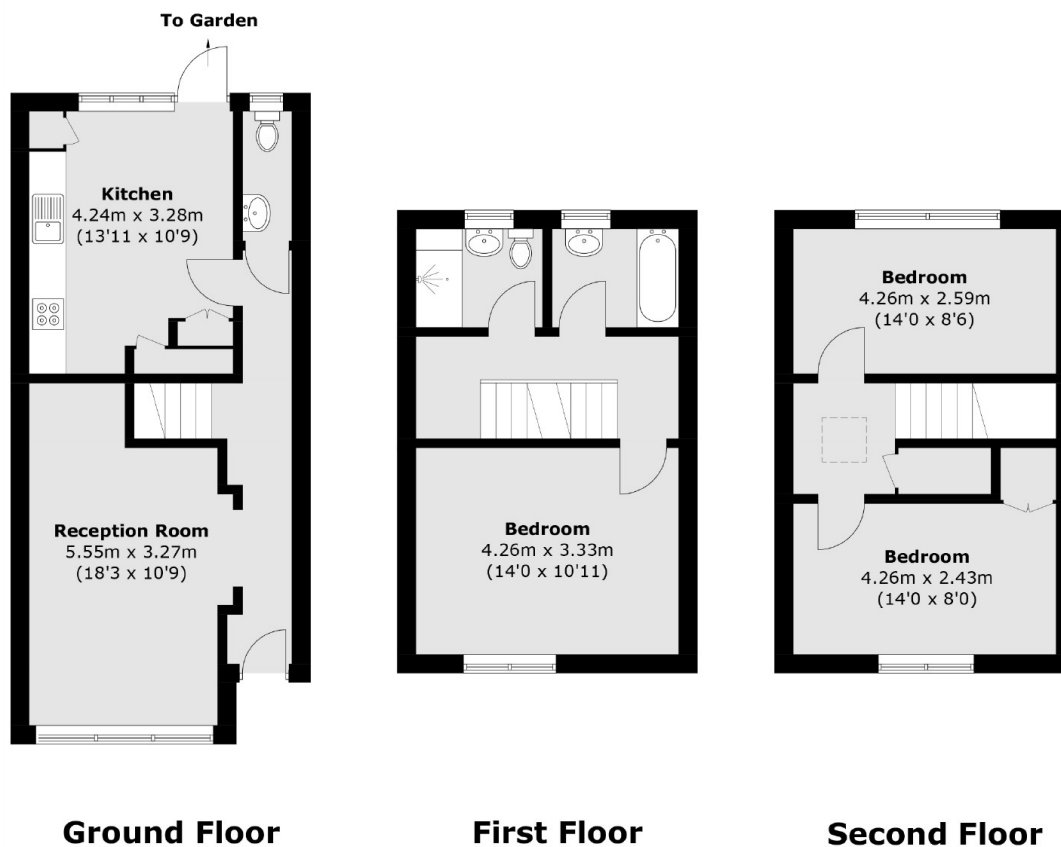 To Garden
Kitchen
4.24m x 3.28m
(13'11 x 10'9)
Reception Room
5.55m x 3.27m
(18'3 x 10'9)
Ground Floor
Bedroom
4.26m x 3.33m
(14'0 x 10'11)
First Floor
Bedroom
4.26m x 2.59m
(14'0 x 8'6)
Bedroom
4.26m x 2.43m
(14'0 x 8'0)
Second Floor